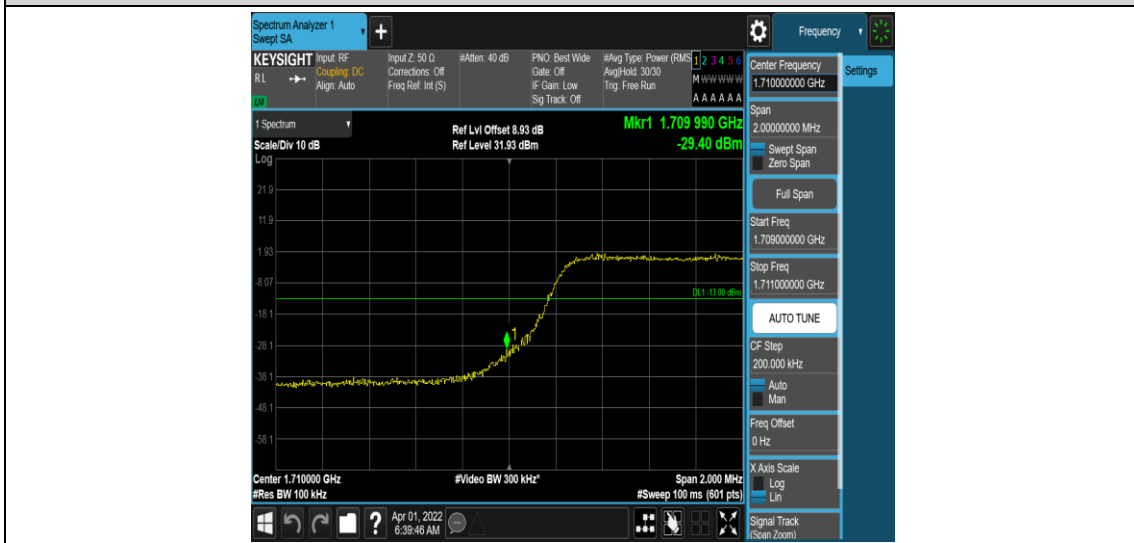 Spectrum Analyzer 1
Swept SA
+
Frequency
KEYSIGHT
RL
LXI
Input: RF
Coupling: DC
Align: Auto
Input Z: 50 Ω
Corrections: Off
Freq Ref: Int (S)
#Atten: 40 dB
PNO: Best Wide
Gate: Off
IF Gain: Low
Sig Track: Off
#Avg Type: Power (RMS
Avg|Hold: 30/30
Trig: Free Run
1 2 3 4 5 6
M W W W W W
A A A A A A
1 Spectrum
Scale/Div 10 dB
Ref Lvl Offset 8.93 dB
Ref Level 31.93 dBm
Mkr1 1.709 990 GHz
-29.40 dBm
Log
21.9
11.9
1.93
-8.07
DL1 -13.00 dBm
-18.1
1
-28.1
-38.1
-48.1
-58.1
Center 1.710000 GHz
#Res BW 100 kHz
#Video BW 300 kHz*
Span 2.000 MHz
#Sweep 100 ms (601 pts)
?
Apr 01, 2022
6:39:46 AM
Center Frequency
1.710000000 GHz
Settings
Span
2.00000000 MHz
Swept Span
Zero Span
Full Span
Start Freq
1.709000000 GHz
Stop Freq
1.711000000 GHz
AUTO TUNE
CF Step
200.000 kHz
Auto
Man
Freq Offset
0 Hz
X Axis Scale
Log
Lin
Signal Track
(Span Zoom)